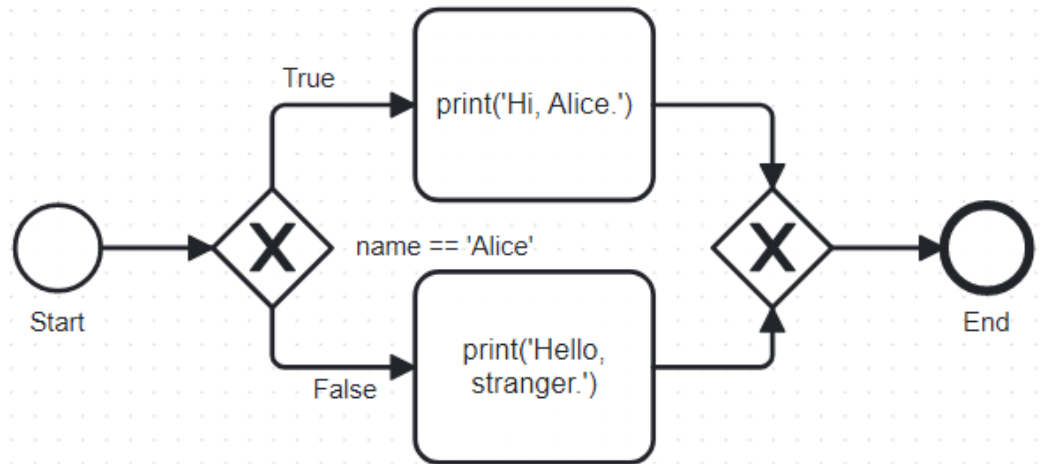 True
print('Hi, Alice.')
name == 'Alice'
Start
End
print('Hello,
stranger.')
False